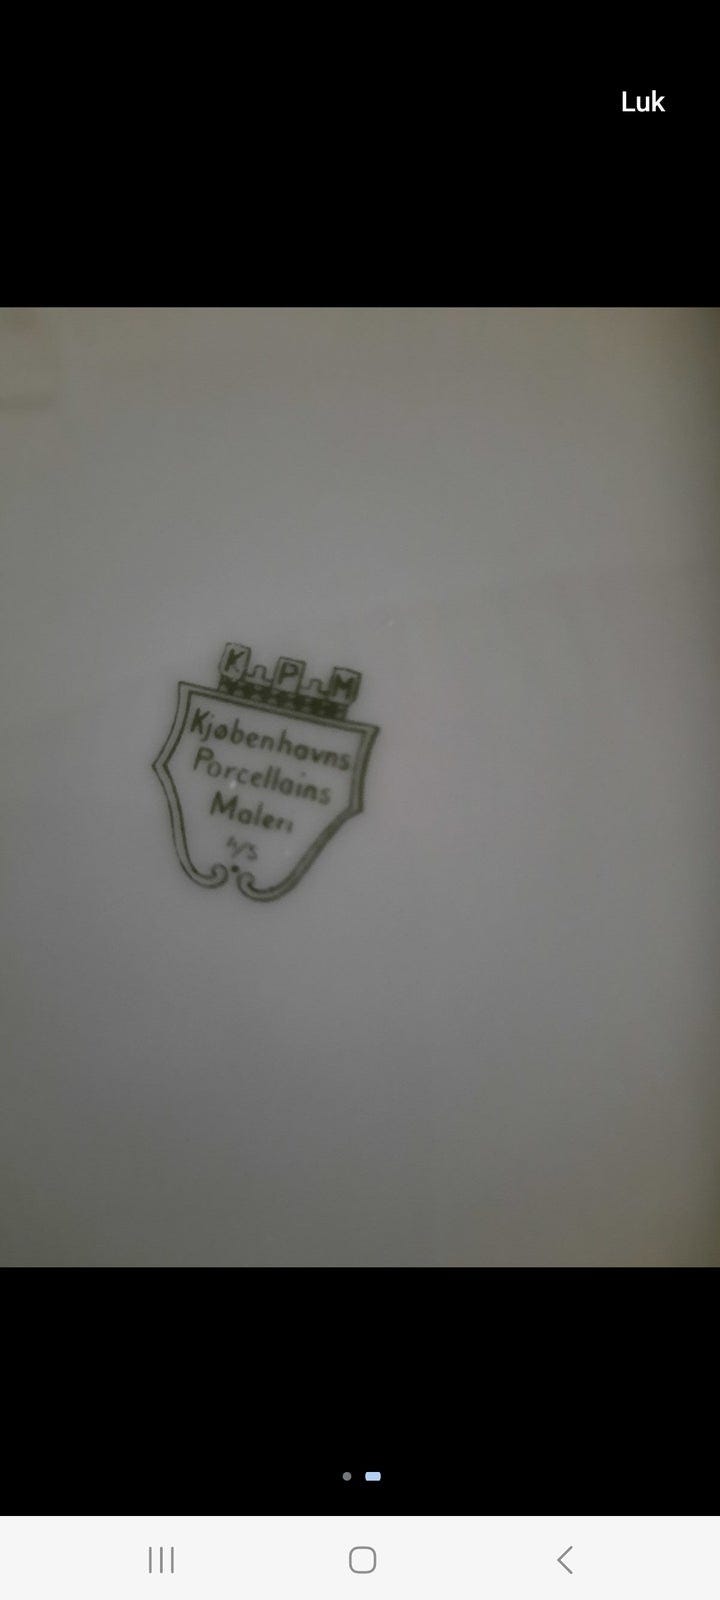 Luk
K P M
Kjøbenhavns
Porcellains
Maleri
A/S